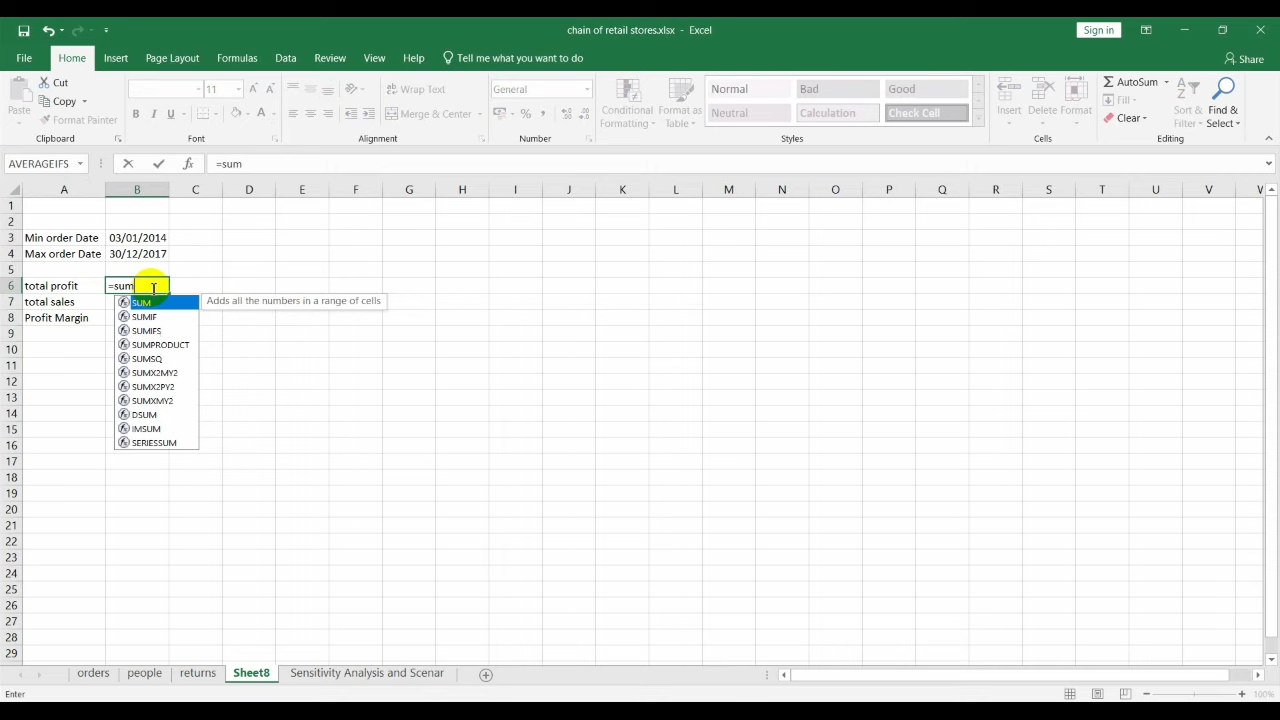 chain of retail stores.xlsx - Excel
Sign in
File Home Insert Page Layout Formulas Data Review View Help Tell me what you want to do Share
Paste
Cut
Copy
Format Painter
Clipboard
11 A A
B I U A
Font
Wrap Text
Merge & Center
Alignment
General
%
Number
Conditional Formatting
Format as Table
Normal Bad Good
Neutral Calculation Check Cell
Styles
Insert Delete Format
Cells
AutoSum
Fill
Clear
Sort & Filter
Find & Select
Editing
AVERAGEIFS fx =sum
A B C D E F G H I J K L M N O P Q R S T U V W
1
2
3 Min order Date 03/01/2014
4 Max order Date 30/12/2017
5
6 total profit =sum
7 total sales
8 Profit Margin
9
10
11
12
13
14
15
16
17
18
19
20
21
22
23
24
25
26
27
28
29
SUM Adds all the numbers in a range of cells
SUMIF
SUMIFS
SUMPRODUCT
SUMSQ
SUMX2MY2
SUMX2PY2
SUMXMY2
DSUM
IMSUM
SERIESSUM
orders people returns Sheet8 Sensitivity Analysis and Scenar
Enter 100%